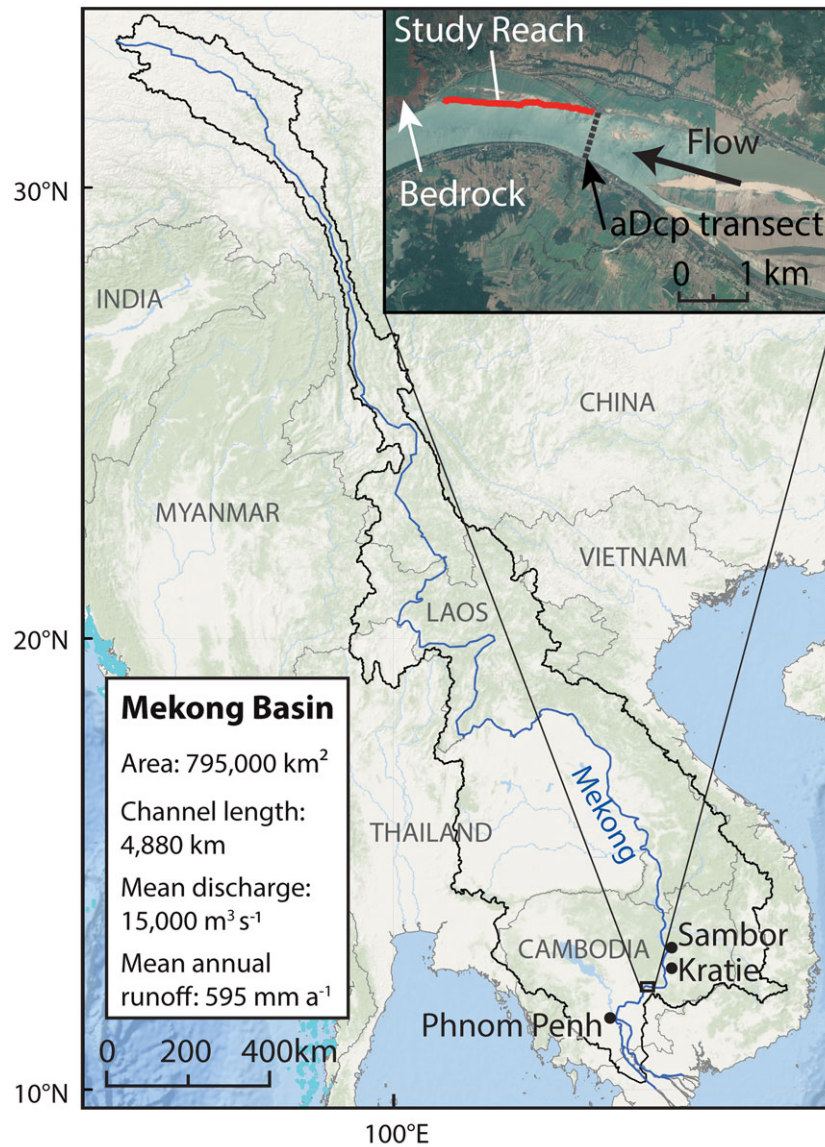 Study Reach
Flow
Bedrock
aDcp transect
0 1 km
30°N
INDIA
CHINA
MYANMAR
VIETNAM
LAOS
20°N
Mekong Basin
Area: 795,000 km²
Channel length:
4,880 km
Mean discharge:
15,000 m³ s⁻¹
Mean annual
runoff: 595 mm a⁻¹
THAILAND
Mekong
CAMBODIA
Sambor
Kratie
Phnom Penh
0 200 400km
10°N
100°E